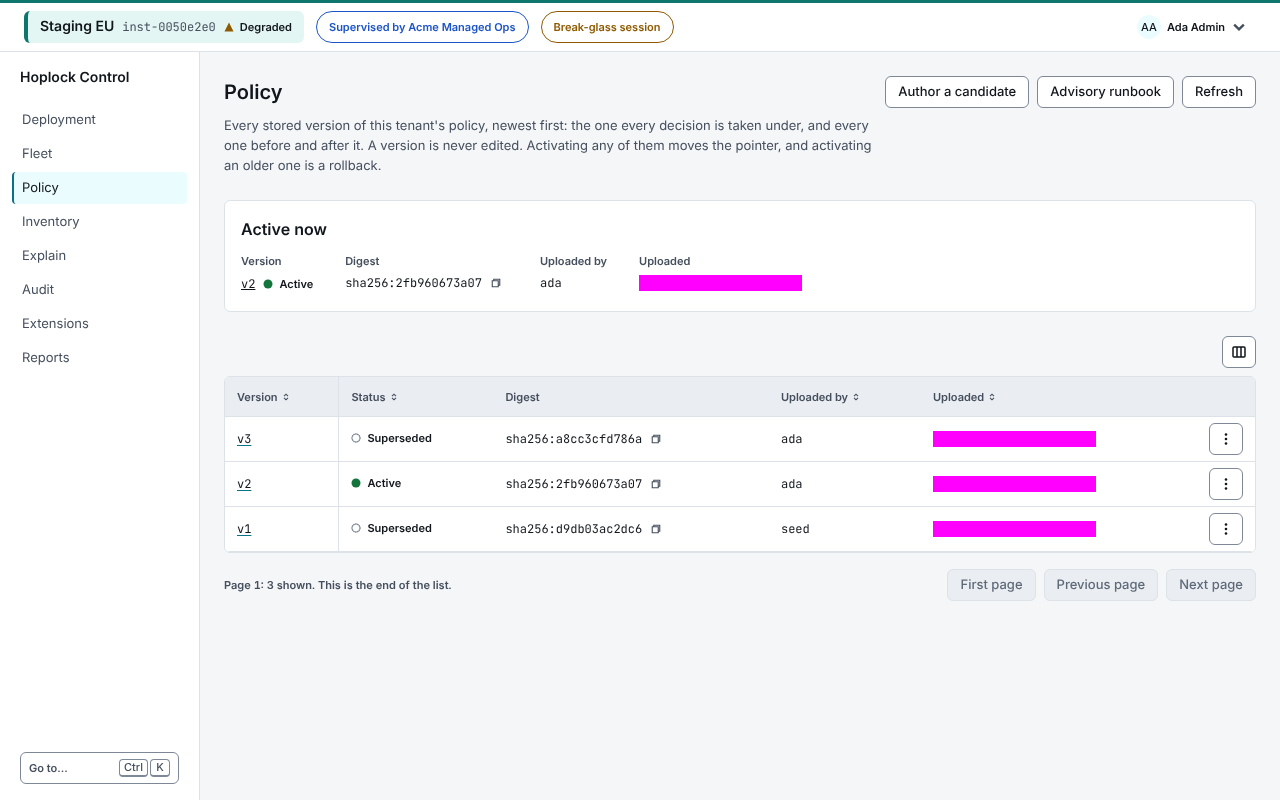 Staging EU inst-0050e2e0 Degraded
Supervised by Acme Managed Ops
Break-glass session
AA Ada Admin
Hoplock Control
Deployment
Fleet
Policy
Inventory
Explain
Audit
Extensions
Reports
Go to... Ctrl K
Policy
Author a candidate
Advisory runbook
Refresh
Every stored version of this tenant's policy, newest first: the one every decision is taken under, and every
one before and after it. A version is never edited. Activating any of them moves the pointer, and activating
an older one is a rollback.
Active now
Version Digest Uploaded by Uploaded
v2 Active sha256:2fb960673a07 ada
Version Status Digest Uploaded by Uploaded
v3 Superseded sha256:a8cc3cfd786a ada
v2 Active sha256:2fb960673a07 ada
v1 Superseded sha256:d9db03ac2dc6 seed
Page 1: 3 shown. This is the end of the list.
First page Previous page Next page